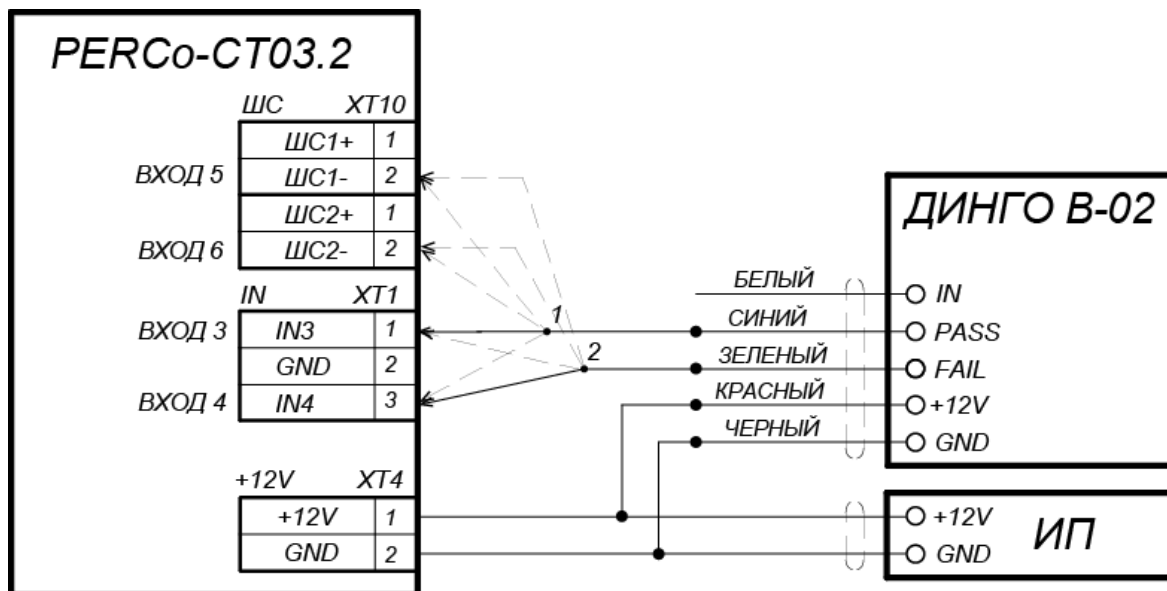 PERCo-CT03.2
ШС XT10
ШС1+ 1
ВХОД 5 ШС1- 2
ШС2+ 1
ВХОД 6 ШС2- 2
IN XT1
ВХОД 3 IN3 1
GND 2
ВХОД 4 IN4 3
+12V XT4
+12V 1
GND 2
1
2
БЕЛЫЙ
СИНИЙ
ЗЕЛЕНЫЙ
КРАСНЫЙ
ЧЕРНЫЙ
ДИНГО В-02
IN
PASS
FAIL
+12V
GND
+12V
GND
ИП